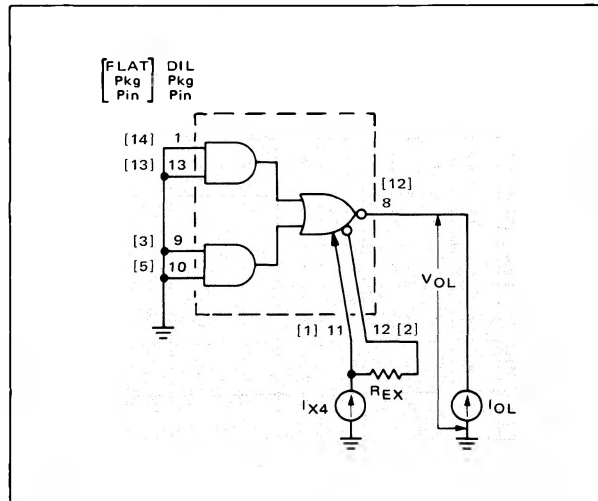 [FLAT] DIL
Pkg Pkg
Pin Pin
[14] 1
[13] 13
[12]
8
[3] 9
[5] 10
VOL
[1] 11 12 [2]
REX
IX4
IOL